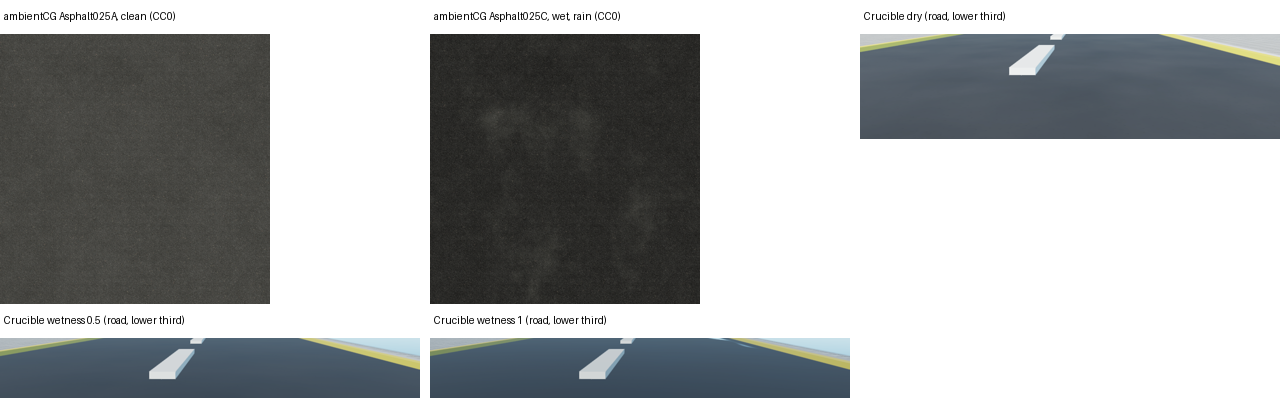 ambientCG Asphalt025A, clean (CC0)
ambientCG Asphalt025C, wet, rain (CC0)
Crucible dry (road, lower third)
Crucible wetness 0.5 (road, lower third)
Crucible wetness 1 (road, lower third)